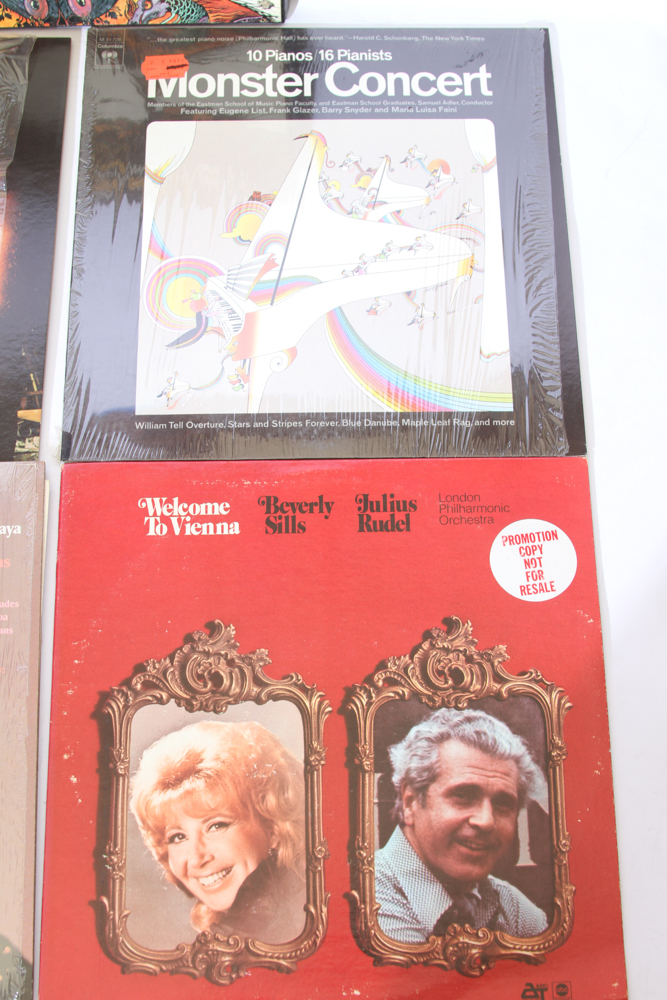 "...the greatest piano noise (Philharmonic Hall) has ever heard."—Harold C. Schonberg, The New York Times
Columbia
10 Pianos/16 Pianists
Monster Concert
Members of the Eastman School of Music Piano Faculty, and Eastman School Graduates, Samuel Adler, Conductor
Featuring Eugene List, Frank Glazer, Barry Snyder and Maria Luisa Faini
William Tell Overture, Stars and Stripes Forever, Blue Danube, Maple Leaf Rag, and more
aya
Welcome
To Vienna
Beverly
Sills
Julius
Rudel
London
Philharmonic
Orchestra
PROMOTION
COPY
NOT
FOR
RESALE
abc